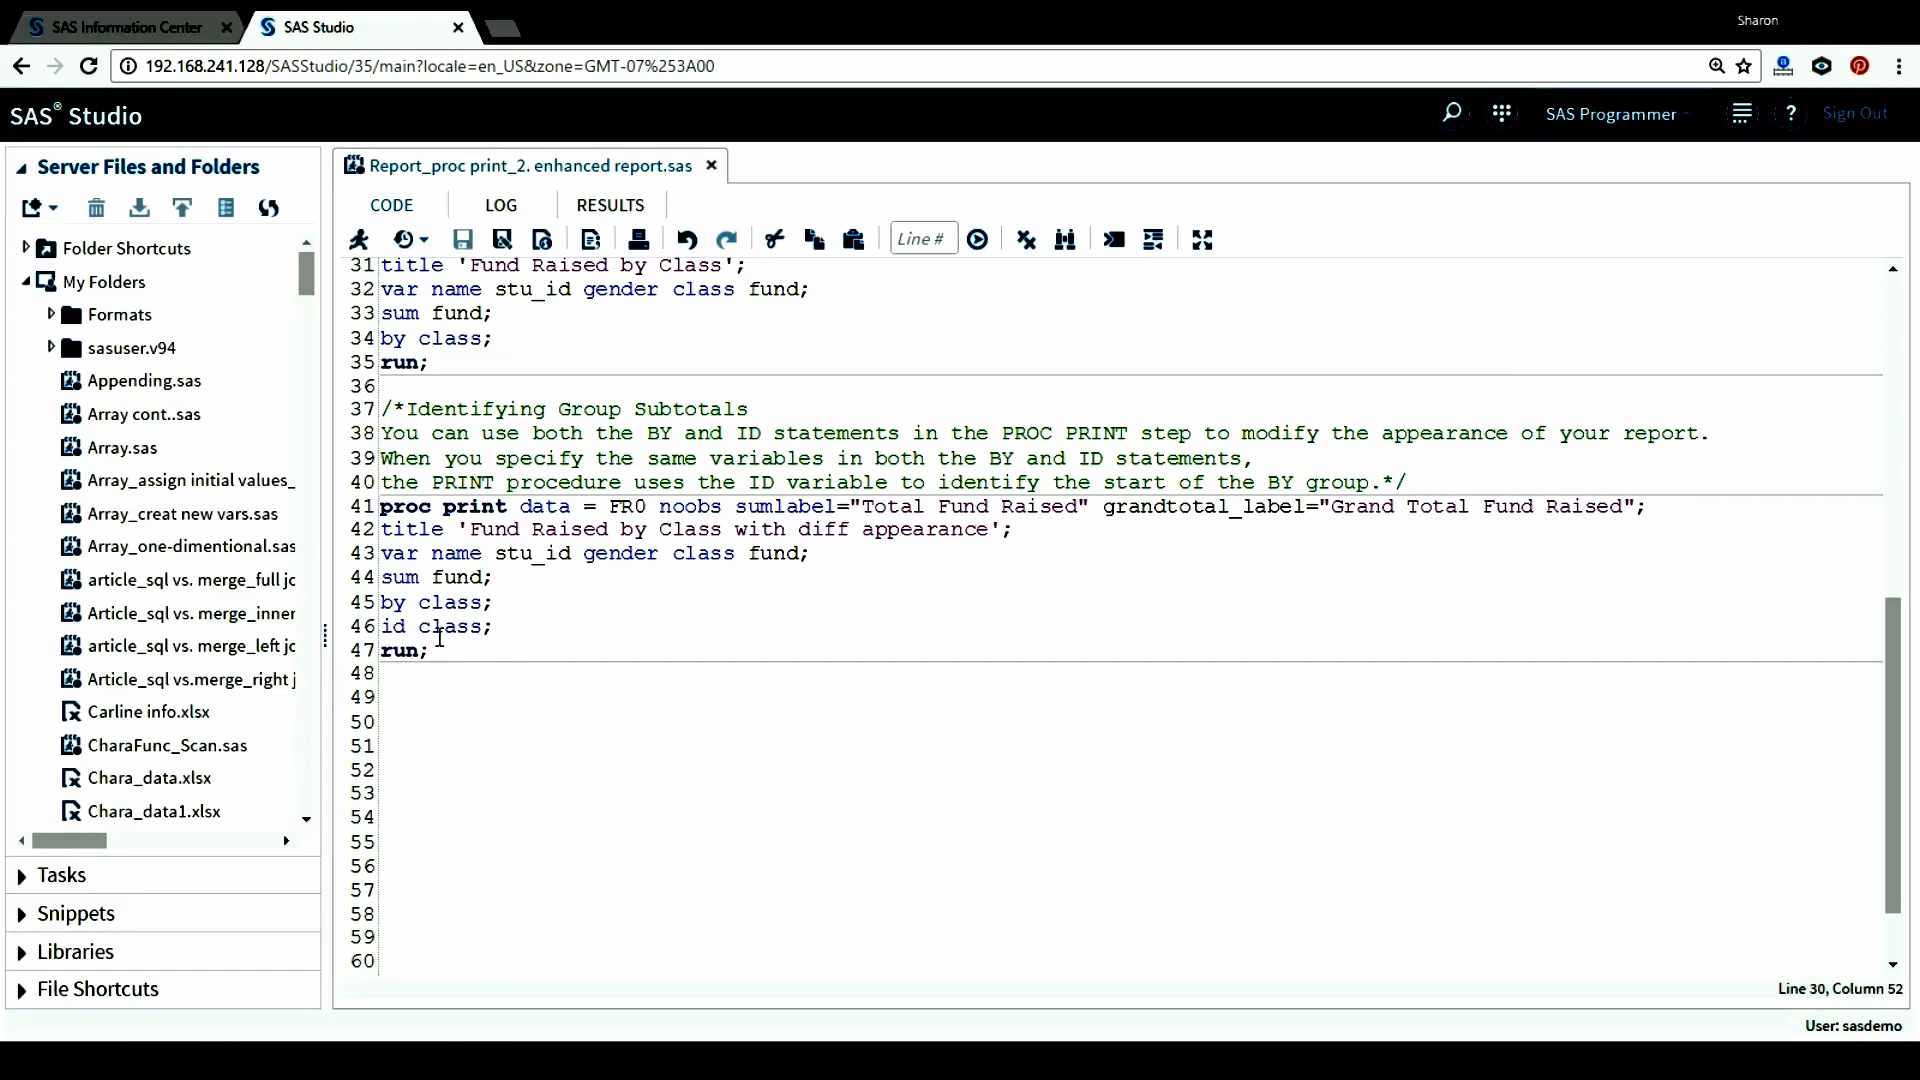 SAS Information Center
SAS Studio
Sharon
192.168.241.128/SASStudio/35/main?locale=en_US&zone=GMT-07%253A00
SAS® Studio
SAS Programmer
?
Sign Out
Server Files and Folders
Folder Shortcuts
My Folders
Formats
sasuser.v94
Appending.sas
Array cont..sas
Array.sas
Array_assign initial values_
Array_creat new vars.sas
Array_one-dimentional.sas
article_sql vs. merge_full jc
Article_sql vs. merge_inner
article_sql vs. merge_left jc
Article_sql vs.merge_right j
Carline info.xlsx
CharaFunc_Scan.sas
Chara_data.xlsx
Chara_data1.xlsx
Tasks
Snippets
Libraries
File Shortcuts
Report_proc print_2. enhanced report.sas
CODE LOG RESULTS
Line #
31 title 'Fund Raised by Class';
32 var name stu_id gender class fund;
33 sum fund;
34 by class;
35 run;
36
37 /*Identifying Group Subtotals
38 You can use both the BY and ID statements in the PROC PRINT step to modify the appearance of your report.
39 When you specify the same variables in both the BY and ID statements,
40 the PRINT procedure uses the ID variable to identify the start of the BY group.*/
41 proc print data = FR0 noobs sumlabel="Total Fund Raised" grandtotal_label="Grand Total Fund Raised";
42 title 'Fund Raised by Class with diff appearance';
43 var name stu_id gender class fund;
44 sum fund;
45 by class;
46 id class;
47 run;
48
49
50
51
52
53
54
55
56
57
58
59
60
Line 30, Column 52
User: sasdemo